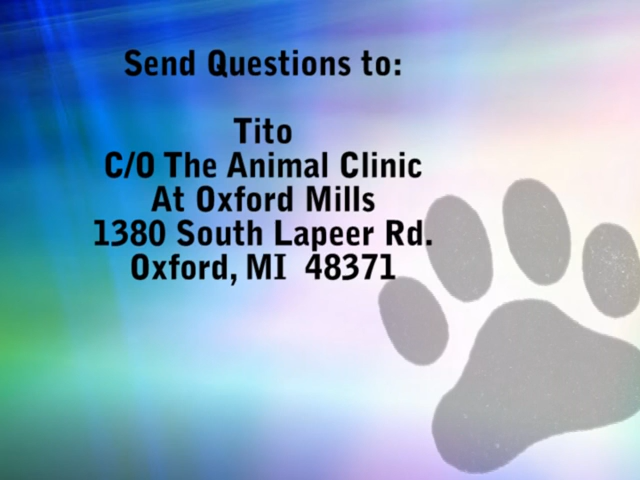 Send Questions to:
Tito
C/O The Animal Clinic
At Oxford Mills
1380 South Lapeer Rd.
Oxford, MI  48371